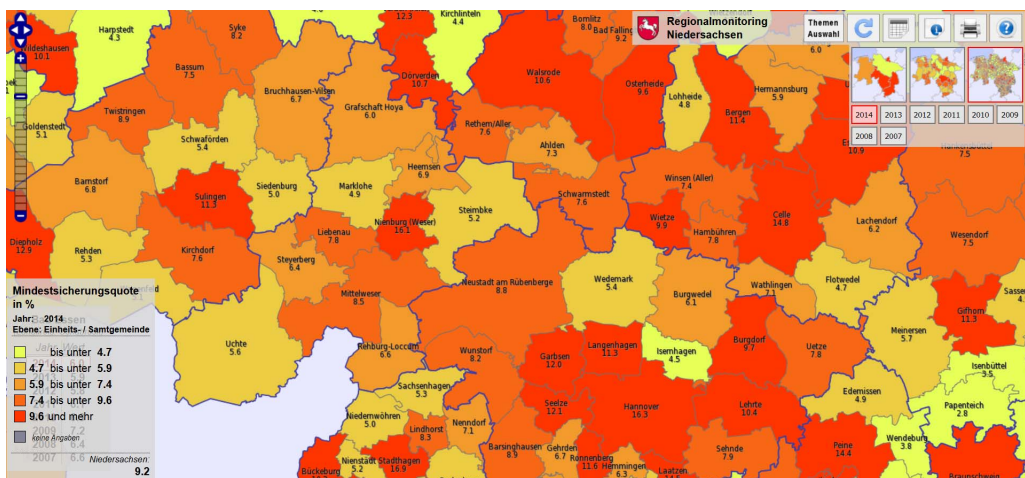 Harpstedt
4.3
Syke
8.2
12.3
Kirchlinteln
4.4
Bomlitz
8.0
Bad Falling
9.2
Regionalmonitoring
Niedersachsen
Themen
Auswahl
6.0
10.1
Bassum
7.5
Bruchhausen-Vilsen
6.7
Dörverden
10.7
Walsrode
10.6
Osterheide
9.6
Lohheide
4.8
Bergen
11.4
Hermannsburg
5.9
2014
2013
2012
2011
2010
2009
2008
2007
Twistringen
8.9
Grafschaft Hoya
6.0
Rethem/Aller
7.6
Ahlden
7.3
10.9
7.5
Goldenstedt
5.1
Schwaförden
5.4
Barnstorf
6.8
Sulingen
11.3
Siedenburg
5.0
Marklohe
4.9
Heemsen
6.9
Steimbke
5.2
Schwarmstedt
7.6
Winsen (Aller)
7.4
Wietze
9.9
Hambühren
7.8
Celle
14.8
Lachendorf
6.2
Wesendorf
7.5
Diepholz
12.9
Rehden
5.3
Kirchdorf
7.6
Liebenau
7.8
Nienburg (Weser)
16.1
Steyerberg
6.4
Mittelweser
8.5
Neustadt am Rübenberge
8.8
Wedemark
5.4
Burgwedel
6.1
Wathlingen
7.1
Flotwedel
4.7
Gifhorn
11.3
Meinersen
5.7
Uchte
5.6
Rehburg-Loccum
6.6
Wunstorf
8.2
Garbsen
12.0
Langenhagen
11.3
Isernhagen
4.5
Burgdorf
9.7
Uetze
7.8
Isenbüttel
3.5
Papenteich
2.8
Sachsenhagen
5.3
Niedernwöhren
5.0
Lindhorst
8.3
Nenndorf
7.1
Seelze
12.1
Hannover
16.3
Lehrte
10.4
Edemissen
4.9
Wendeburg
3.8
Barsinghausen
8.9
Gehrden
6.7
Ronnenberg
11.6
Hemmingen
6.3
Laatzen
Sehnde
7.9
Peine
14.4
Braunschweig
Bückeburg
Nienstädt
5.2
Stadthagen
16.9
Mindestsicherungsquote
in %
Jahr: 2014
Ebene: Einheits- / Samtgemeinde
bis unter 4.7
4.7 bis unter 5.9
5.9 bis unter 7.4
7.4 bis unter 9.6
9.6 und mehr
keine Angaben
2007 6.6
Niedersachsen:
9.2